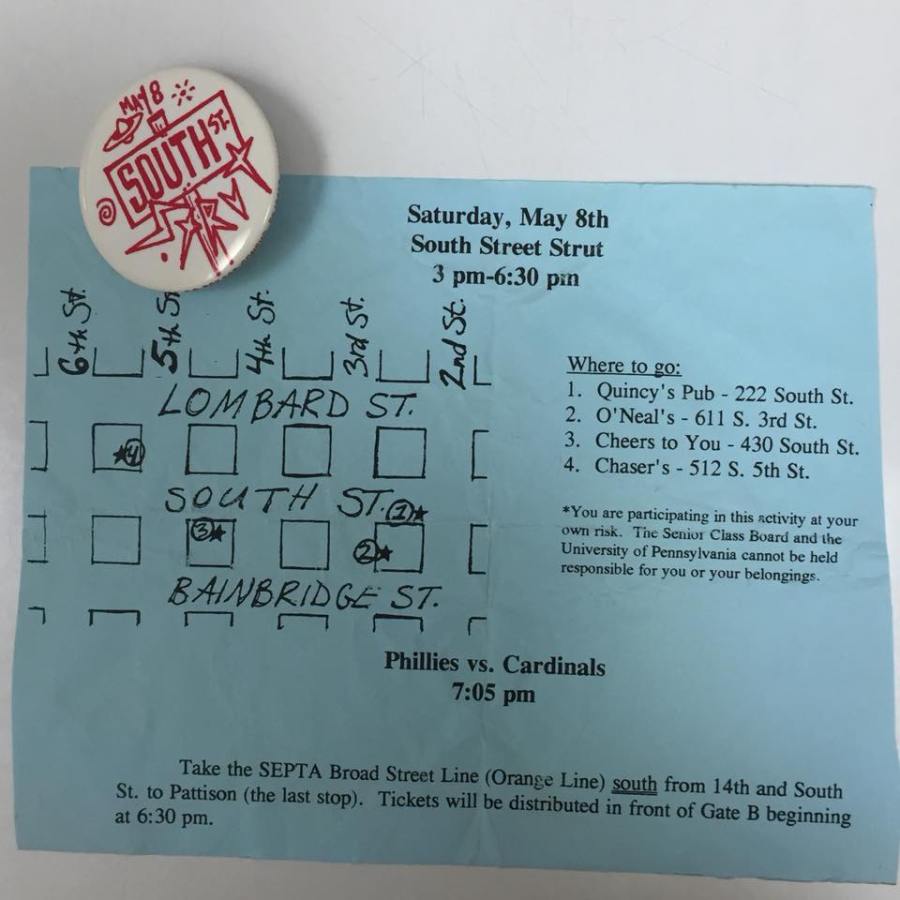 MAY 8
SOUTH ST.
Saturday, May 8th
South Street Strut
3 pm-6:30 pm
6th St.
5th St.
4th St.
3rd St.
2nd St.
LOMBARD ST.
★4
SOUTH ST.
1★
3★
2★
BAINBRIDGE ST.
Where to go:
1. Quincy's Pub - 222 South St.
2. O'Neal's - 611 S. 3rd St.
3. Cheers to You - 430 South St.
4. Chaser's - 512 S. 5th St.
*You are participating in this activity at your
own risk. The Senior Class Board and the
University of Pennsylvania cannot be held
responsible for you or your belongings.
Phillies vs. Cardinals
7:05 pm
Take the SEPTA Broad Street Line (Orange Line) south from 14th and South
St. to Pattison (the last stop). Tickets will be distributed in front of Gate B beginning
at 6:30 pm.